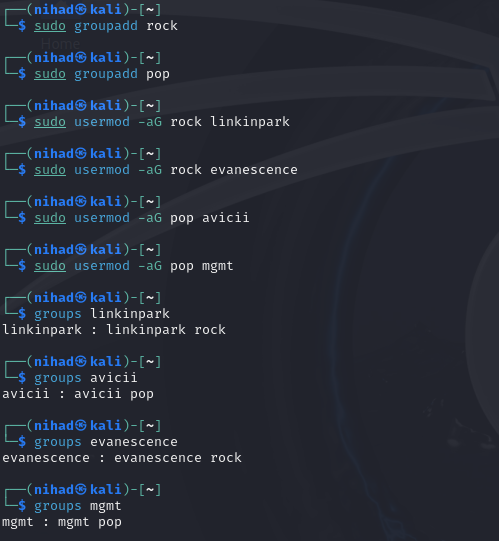 ┌──(nihad㉿kali)-[~]
└─$ sudo groupadd rock
Home
┌──(nihad㉿kali)-[~]
└─$ sudo groupadd pop
┌──(nihad㉿kali)-[~]
└─$ sudo usermod -aG rock linkinpark
┌──(nihad㉿kali)-[~]
└─$ sudo usermod -aG rock evanescence
┌──(nihad㉿kali)-[~]
└─$ sudo usermod -aG pop avicii
┌──(nihad㉿kali)-[~]
└─$ sudo usermod -aG pop mgmt
┌──(nihad㉿kali)-[~]
└─$ groups linkinpark
linkinpark : linkinpark rock
┌──(nihad㉿kali)-[~]
└─$ groups avicii
avicii : avicii pop
┌──(nihad㉿kali)-[~]
└─$ groups evanescence
evanescence : evanescence rock
┌──(nihad㉿kali)-[~]
└─$ groups mgmt
mgmt : mgmt pop